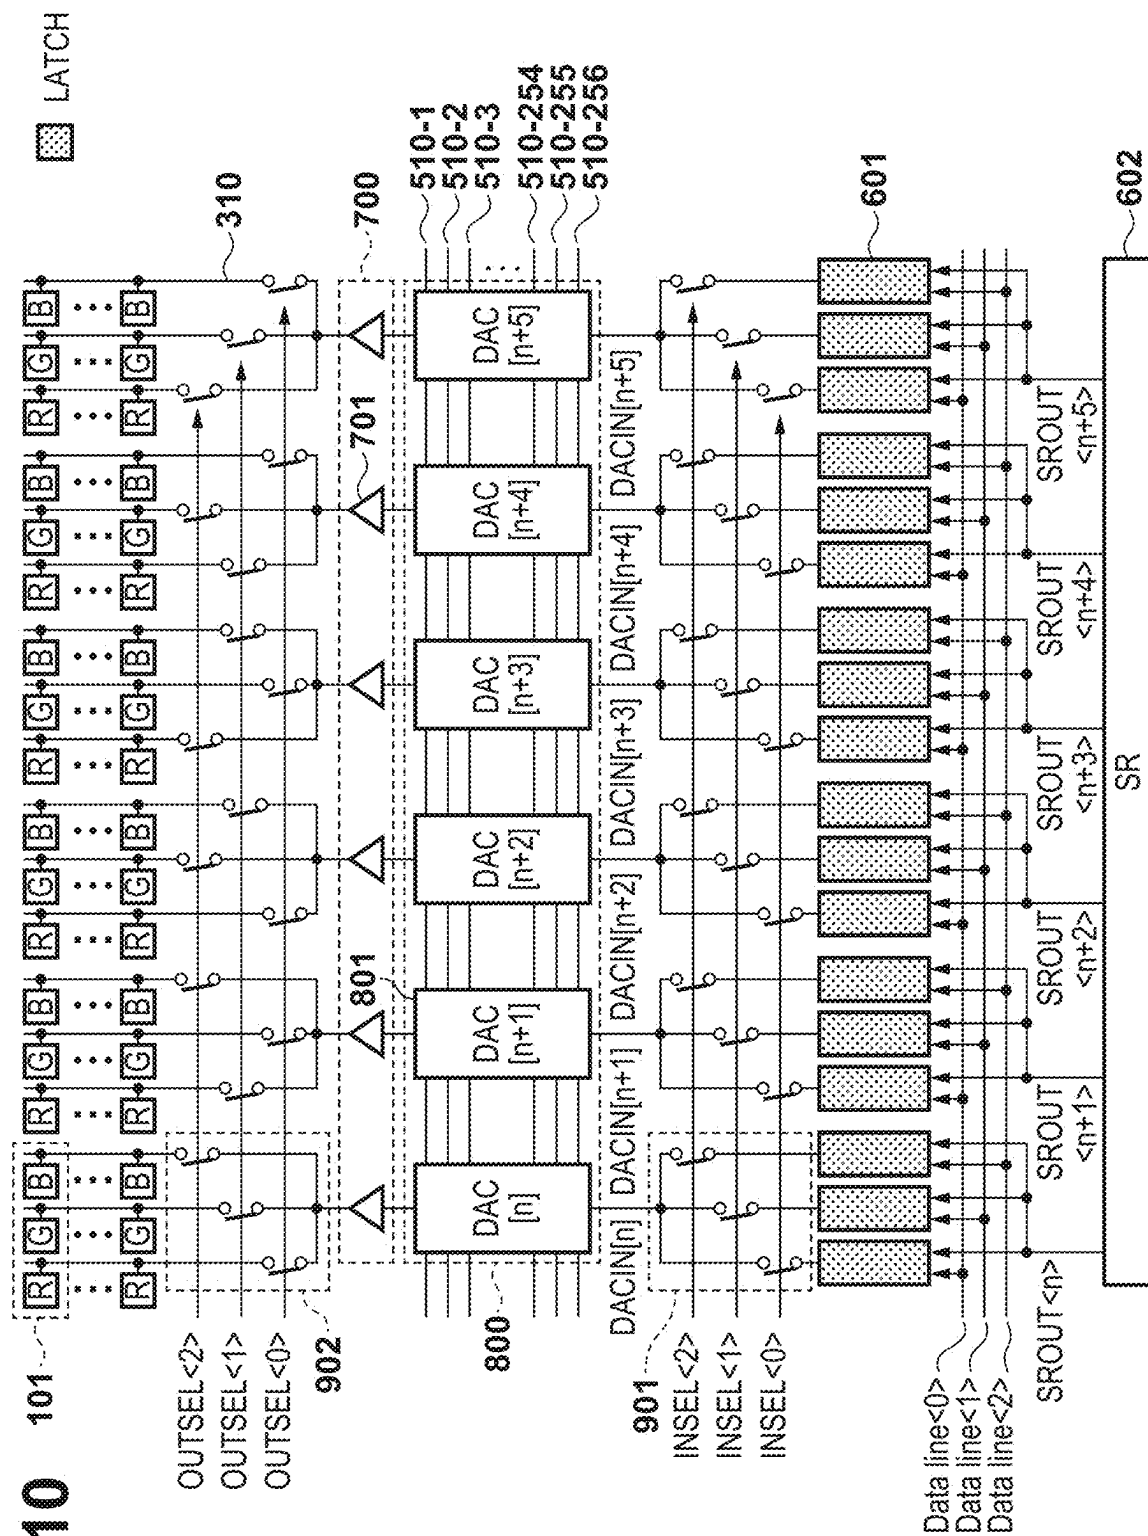 10
LATCH
101
R G B R G B R G B R G B R G B R G B
R G B R G B R G B R G B R G B R G B
310
OUTSEL<2>
OUTSEL<1>
OUTSEL<0>
902
700
701
801
510-1
510-2
510-3
510-254
510-255
510-256
DAC
[n]
DAC
[n+1]
DAC
[n+2]
DAC
[n+3]
DAC
[n+4]
DAC
[n+5]
800
DACIN[n]
DACIN[n+1]
DACIN[n+2]
DACIN[n+3]
DACIN[n+4]
DACIN[n+5]
901
INSEL<2>
INSEL<1>
INSEL<0>
601
Data line<0>
Data line<1>
Data line<2>
SROUT<n>
SROUT
<n+1>
SROUT
<n+2>
SROUT
<n+3>
SROUT
<n+4>
SROUT
<n+5>
SR
602